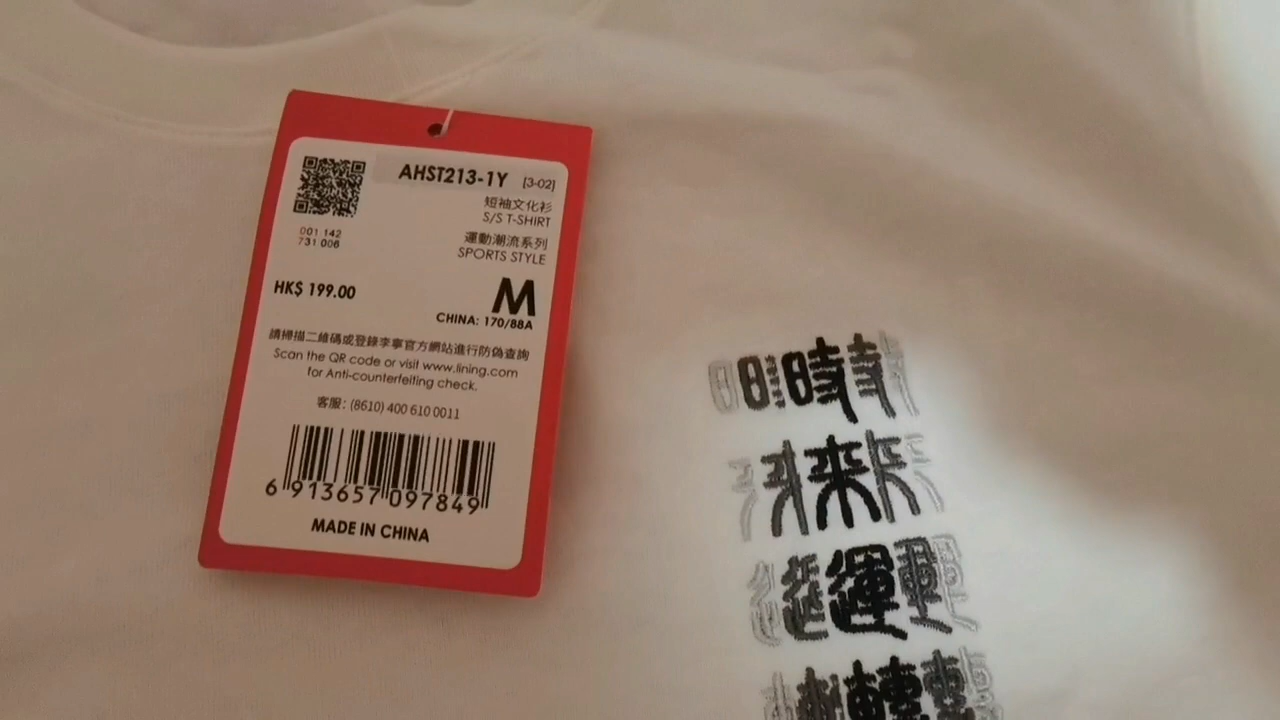 AHST213-1Y [3-02]
短袖文化衫
S/S T-SHIRT
001 142
731 006
運動潮流系列
SPORTS STYLE
HK$ 199.00
M
CHINA: 170/88A
請掃描二維碼或登錄李寧官方網站進行防偽查詢
Scan the QR code or visit www.lining.com
for Anti-counterfeiting check.
客服: (8610) 400 610 0011
6 913657 097849
MADE IN CHINA
時
来
運
轉